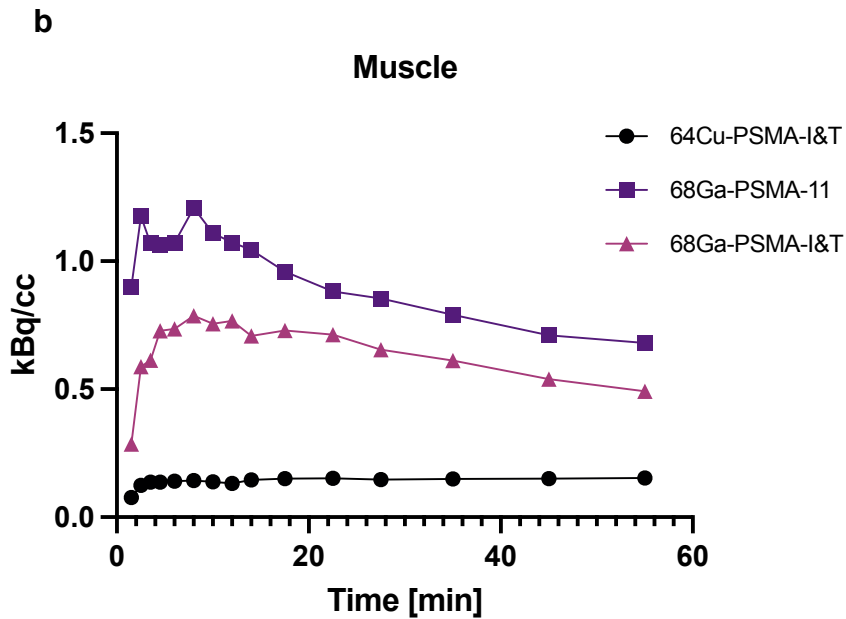 b
Muscle
1.5
1.0
0.5
0.0
kBq/cc
0
20
40
60
Time [min]
64Cu-PSMA-I&T
68Ga-PSMA-11
68Ga-PSMA-I&T